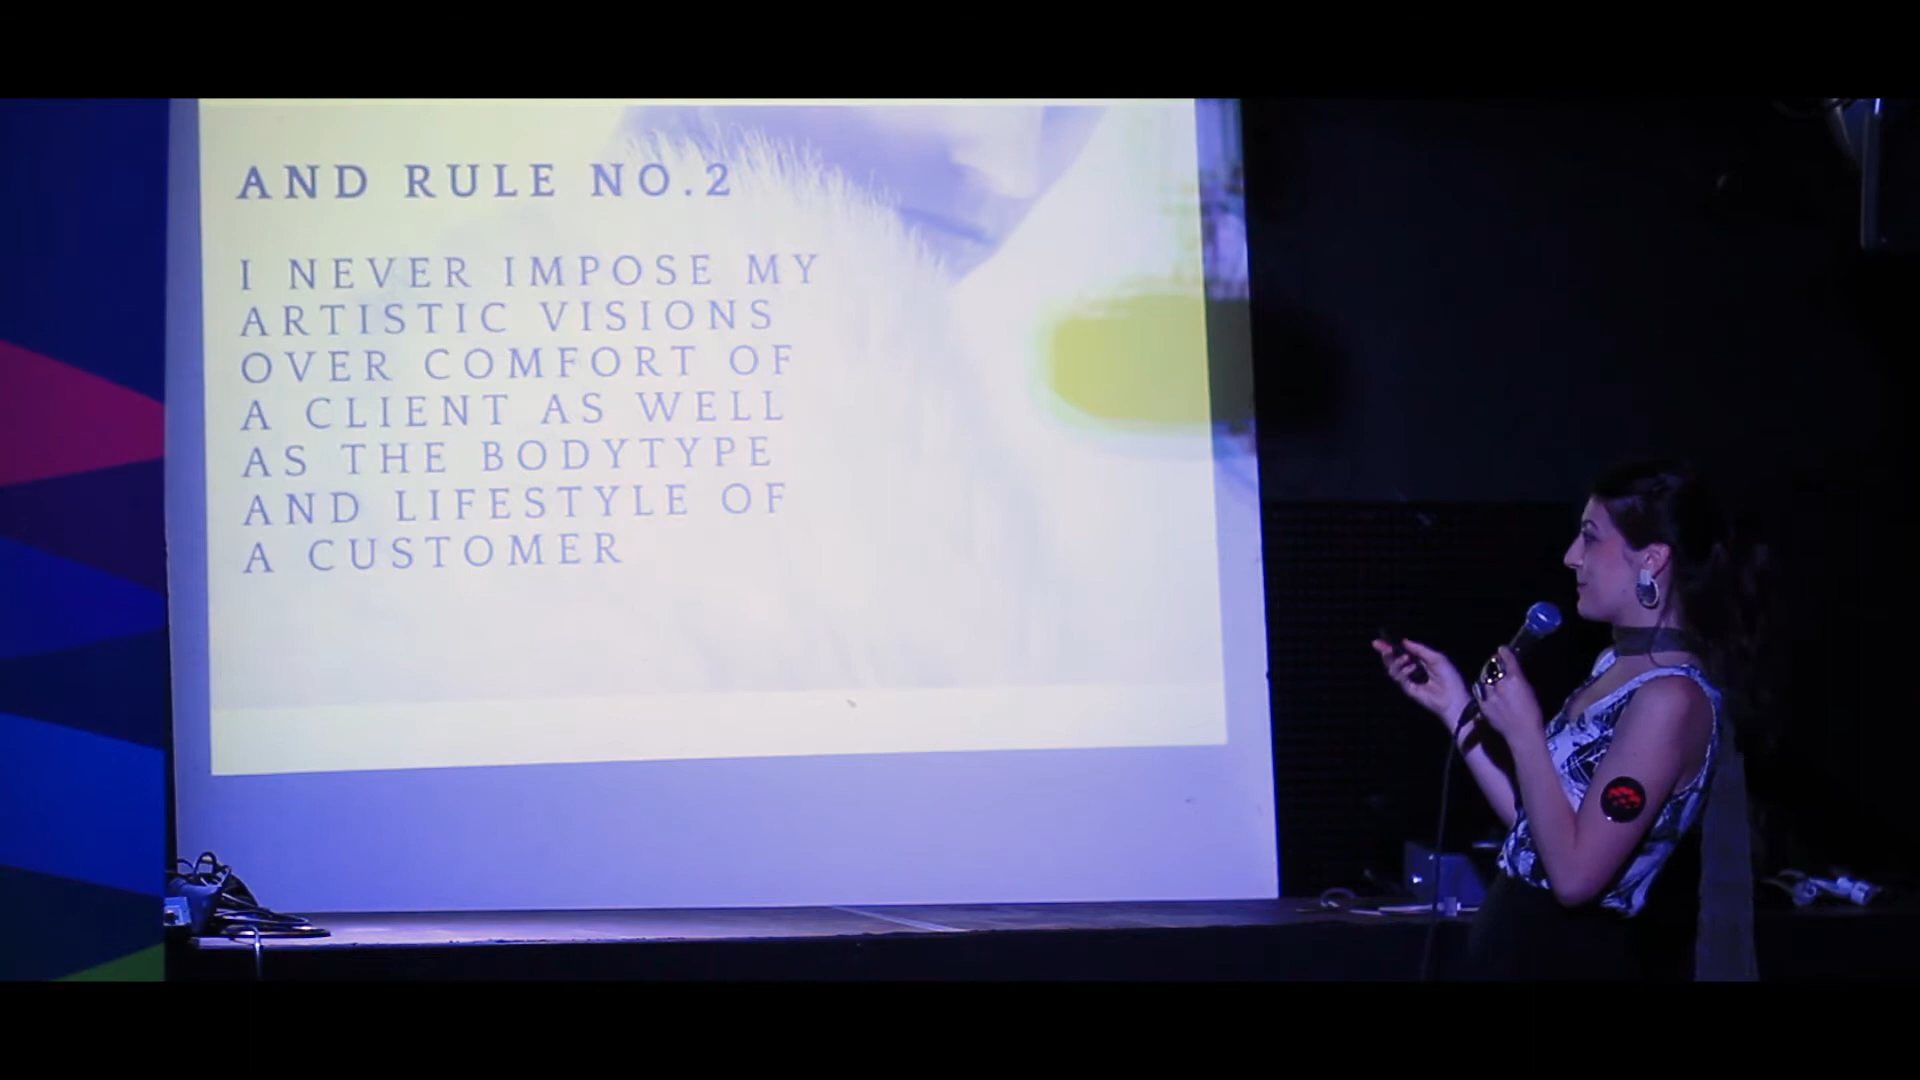 AND RULE NO.2
I NEVER IMPOSE MY
ARTISTIC VISIONS
OVER COMFORT OF
A CLIENT AS WELL
AS THE BODYTYPE
AND LIFESTYLE OF
A CUSTOMER